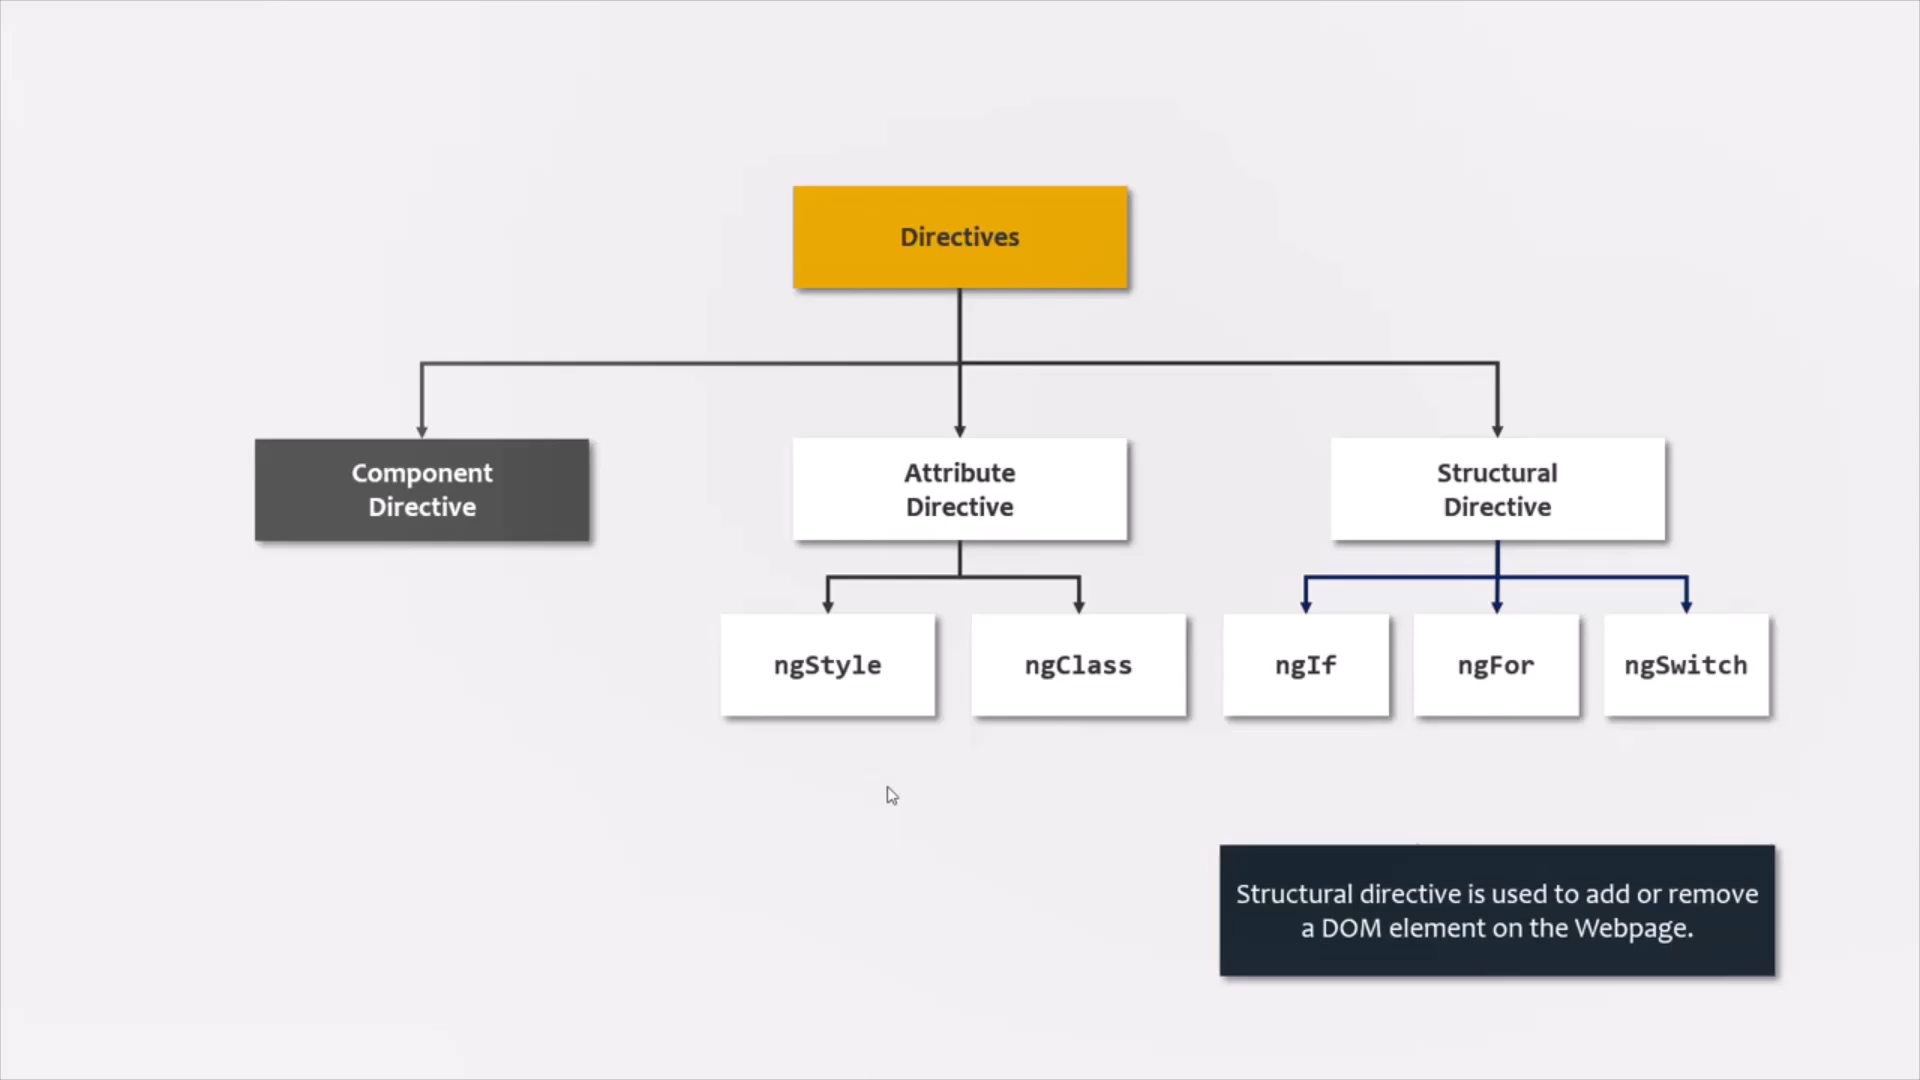 Directives
Component
Directive
Attribute
Directive
Structural
Directive
ngStyle
ngClass
ngIf
ngFor
ngSwitch
Structural directive is used to add or remove
a DOM element on the Webpage.